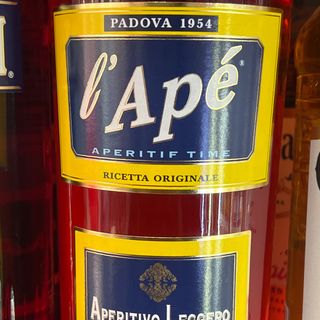 PADOVA 1954
l'Apé
APERITIF TIME
RICETTA ORIGINALE
APERITIVO LEGGERO